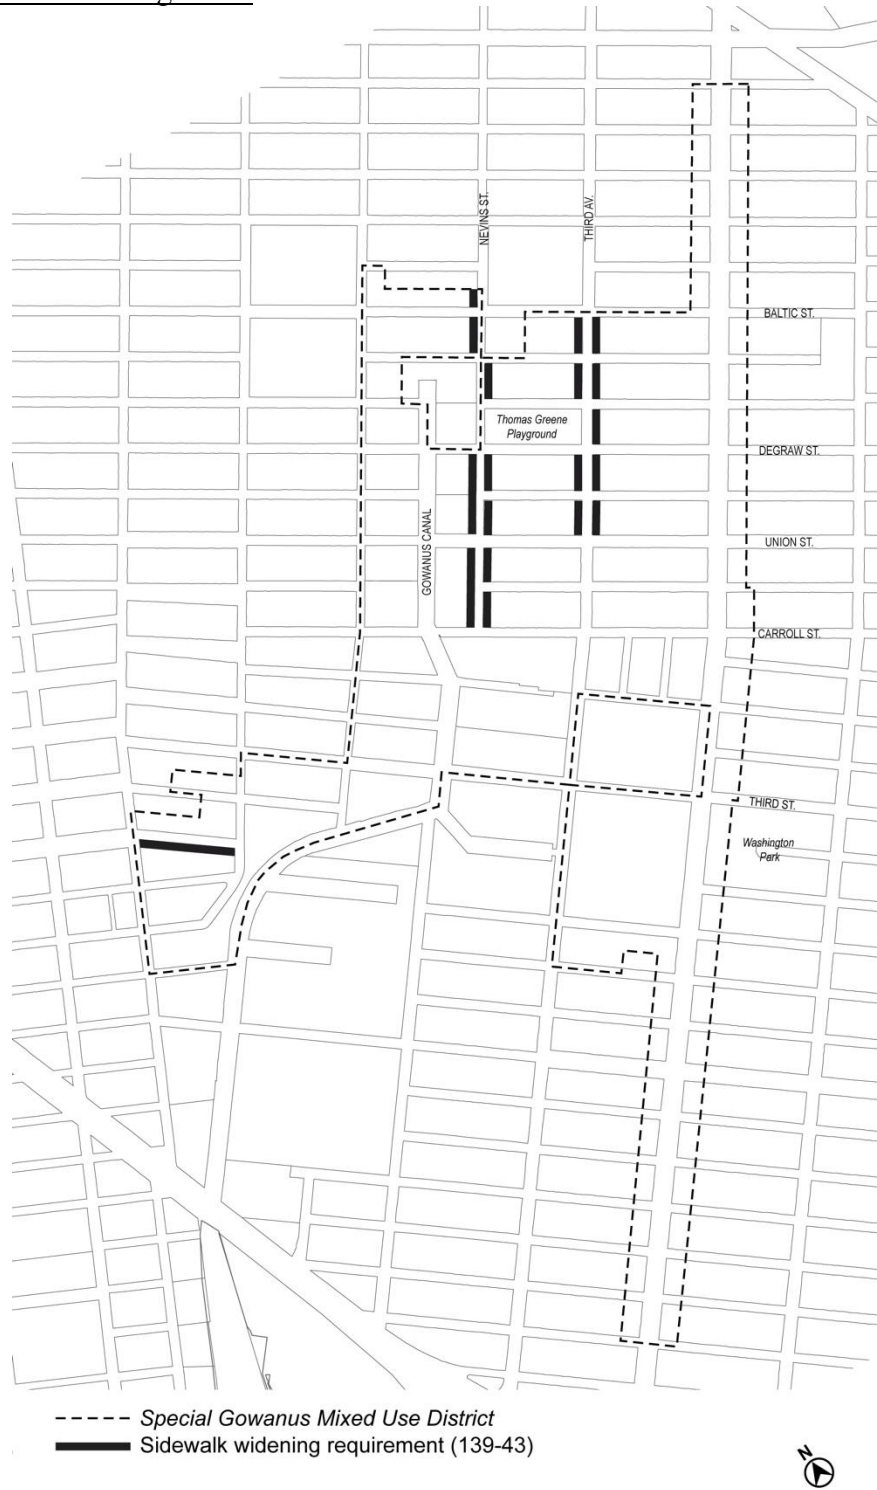 NEVINS ST.
THIRD AV.
BALTIC ST.
Thomas Greene
Playground
DEGRAW ST.
GOWANUS CANAL
UNION ST.
CARROLL ST.
THIRD ST.
Washington
Park
Special Gowanus Mixed Use District
Sidewalk widening requirement (139-43)
N